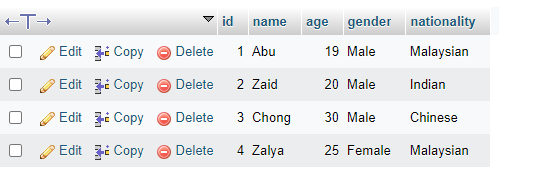 id name age gender nationality
Edit Copy Delete 1 Abu 19 Male Malaysian
Edit Copy Delete 2 Zaid 20 Male Indian
Edit Copy Delete 3 Chong 30 Male Chinese
Edit Copy Delete 4 Zalya 25 Female Malaysian